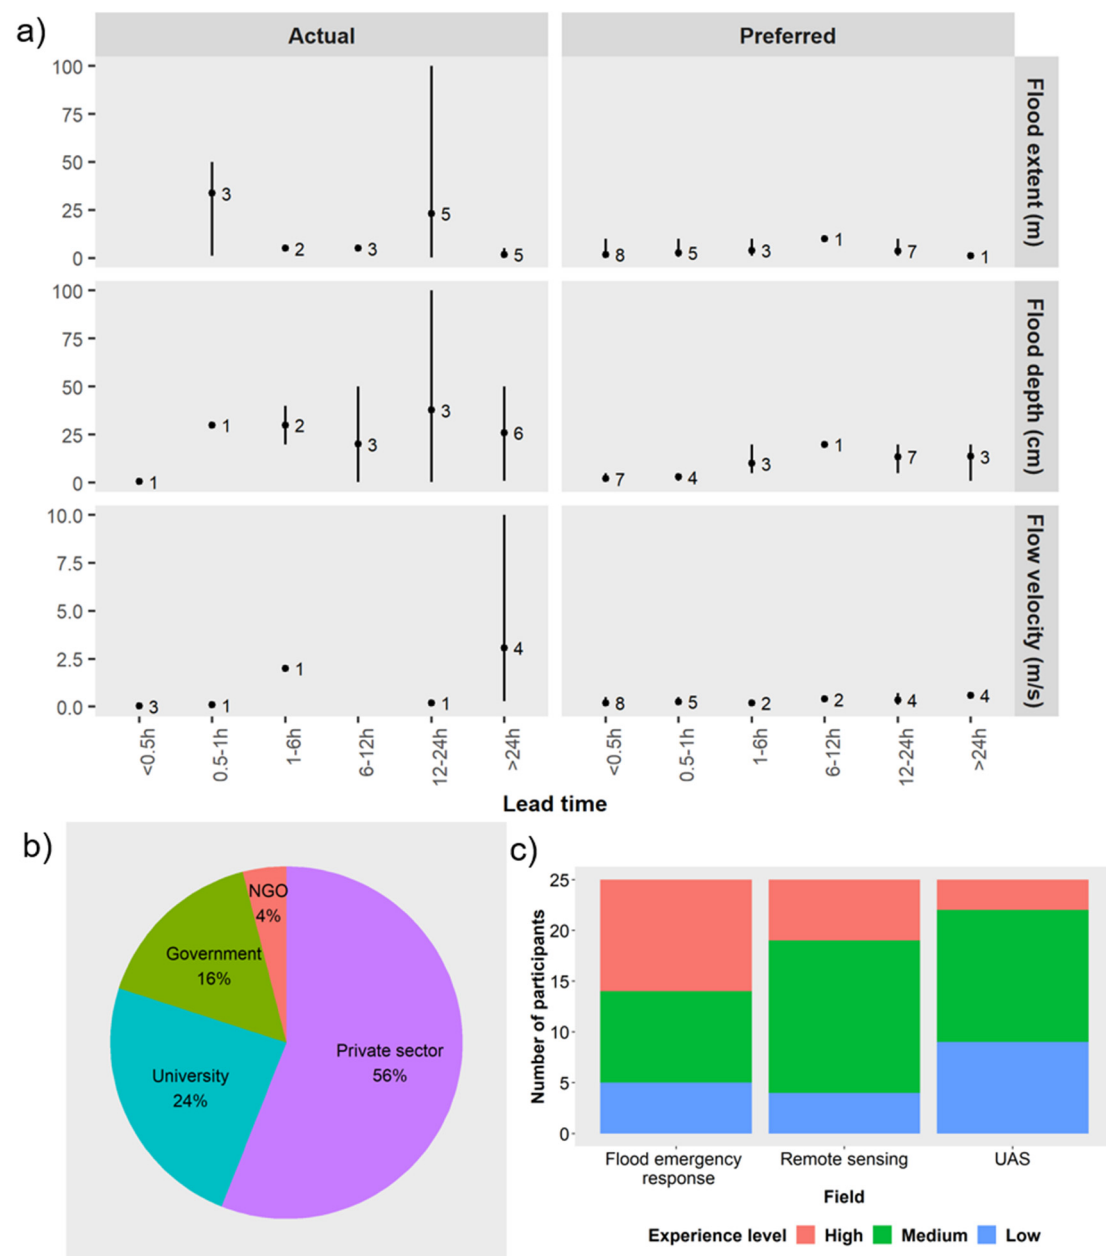 a)
Actual
Preferred
100
75
50
25
0
3
2
3
5
5
8
5
3
1
7
1
Flood extent (m)
100
75
50
25
0
1
1
2
3
3
6
7
4
3
1
7
3
Flood depth (cm)
10.0
7.5
5.0
2.5
0.0
3
1
1
1
4
8
5
2
2
4
4
Flow velocity (m/s)
<0.5h
0.5-1h
1-6h
6-12h
12-24h
>24h
<0.5h
0.5-1h
1-6h
6-12h
12-24h
>24h
Lead time
b)
NGO
4%
Government
16%
University
24%
Private sector
56%
c)
Number of participants
25
20
15
10
5
0
Flood emergency
response
Remote sensing
UAS
Field
Experience level High Medium Low